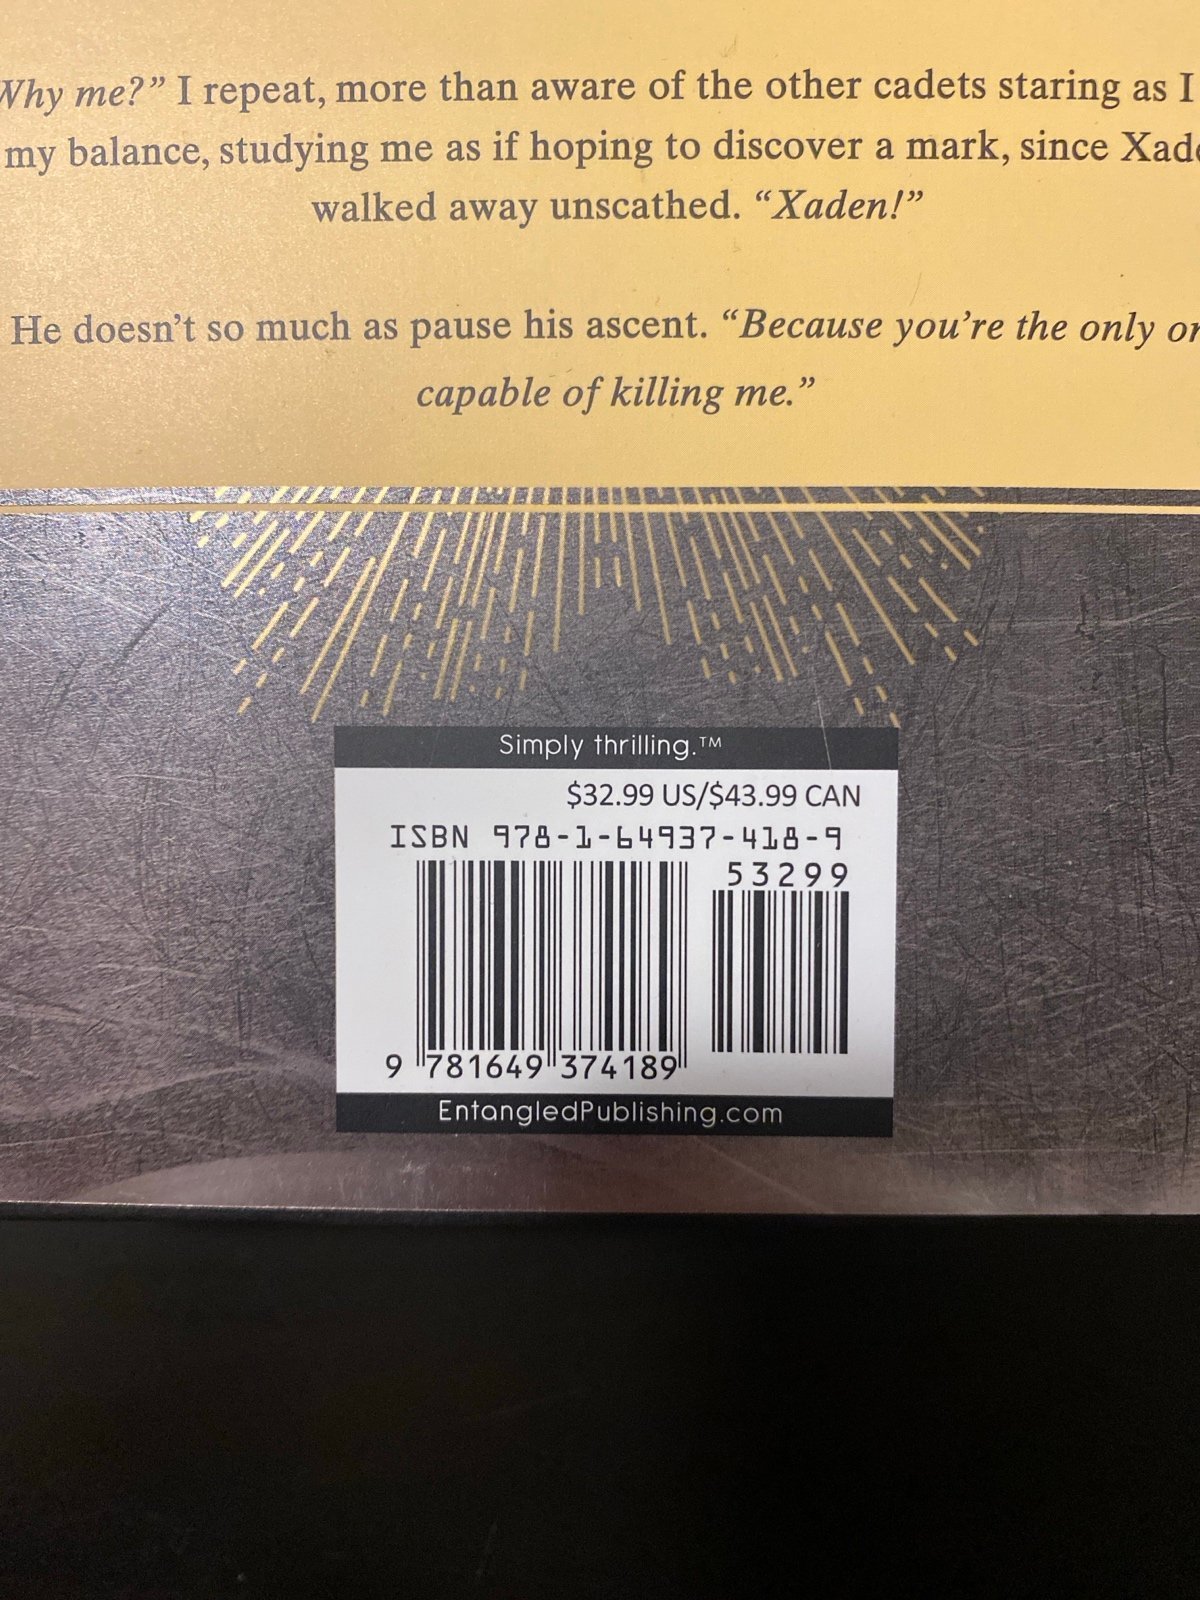 Why me?” I repeat, more than aware of the other cadets staring as I
my balance, studying me as if hoping to discover a mark, since Xade
walked away unscathed. “Xaden!”
He doesn’t so much as pause his ascent. “Because you’re the only on
capable of killing me.”
Simply thrilling.™
$32.99 US/$43.99 CAN
ISBN 978-1-64937-418-9
53299
9 781649 374189
EntangledPublishing.com